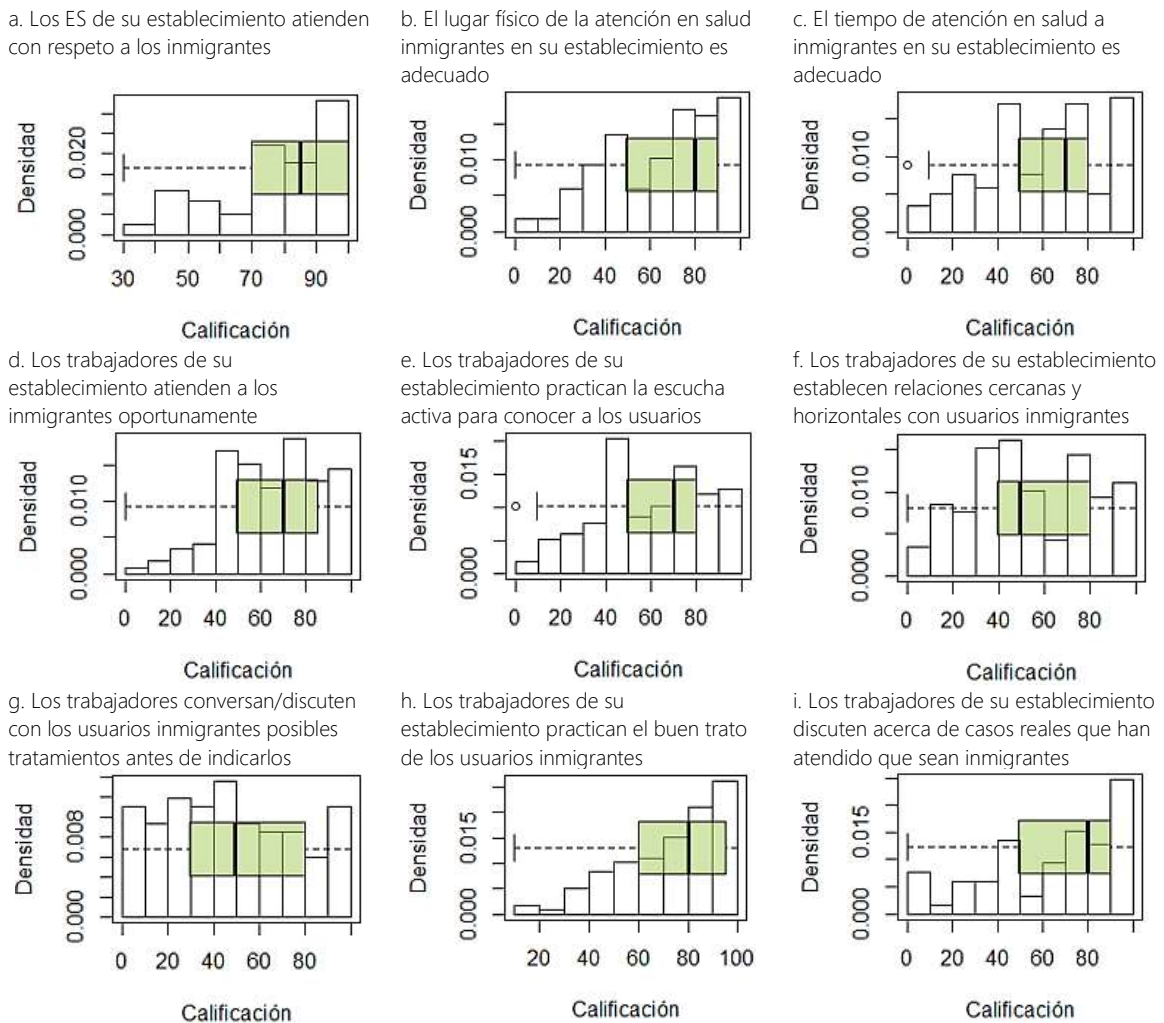 a. Los ES de su establecimiento atienden
con respeto a los inmigrantes
Densidad
0.020
0.000
30 50 70 90
Calificación
b. El lugar físico de la atención en salud
inmigrantes en su establecimiento es
adecuado
Densidad
0.010
0.000
0 20 40 60 80
Calificación
c. El tiempo de atención en salud a
inmigrantes en su establecimiento es
adecuado
Densidad
0.010
0.000
0 20 40 60 80
Calificación
d. Los trabajadores de su
establecimiento atienden a los
inmigrantes oportunamente
Densidad
0.010
0.000
0 20 40 60 80
Calificación
e. Los trabajadores de su
establecimiento practican la escucha
activa para conocer a los usuarios
Densidad
0.015
0.000
0 20 40 60 80
Calificación
f. Los trabajadores de su establecimiento
establecen relaciones cercanas y
horizontales con usuarios inmigrantes
Densidad
0.010
0.000
0 20 40 60 80
Calificación
g. Los trabajadores conversan/discuten
con los usuarios inmigrantes posibles
tratamientos antes de indicarlos
Densidad
0.008
0.000
0 20 40 60 80
Calificación
h. Los trabajadores de su
establecimiento practican el buen trato
de los usuarios inmigrantes
Densidad
0.015
0.000
20 40 60 80 100
Calificación
i. Los trabajadores de su establecimiento
discuten acerca de casos reales que han
atendido que sean inmigrantes
Densidad
0.015
0.000
0 20 40 60 80
Calificación